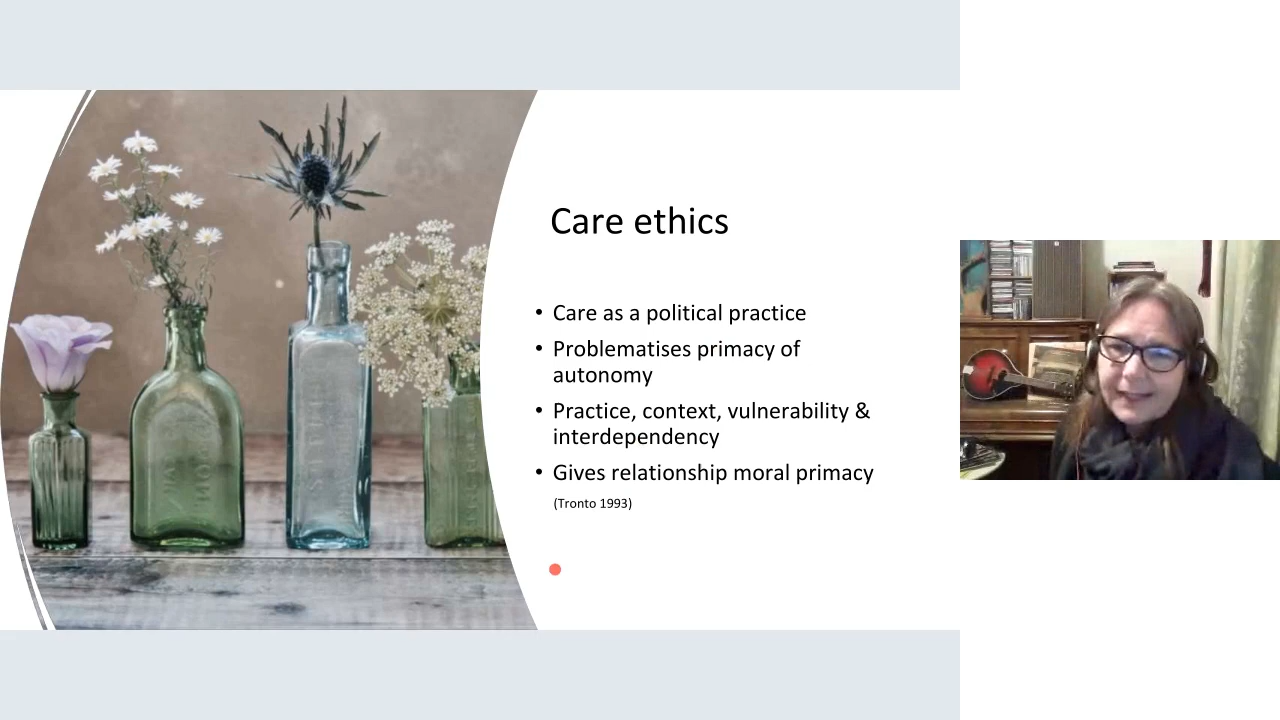 Care ethics
• Care as a political practice
• Problematises primacy of
autonomy
• Practice, context, vulnerability &
interdependency
• Gives relationship moral primacy
(Tronto 1993)